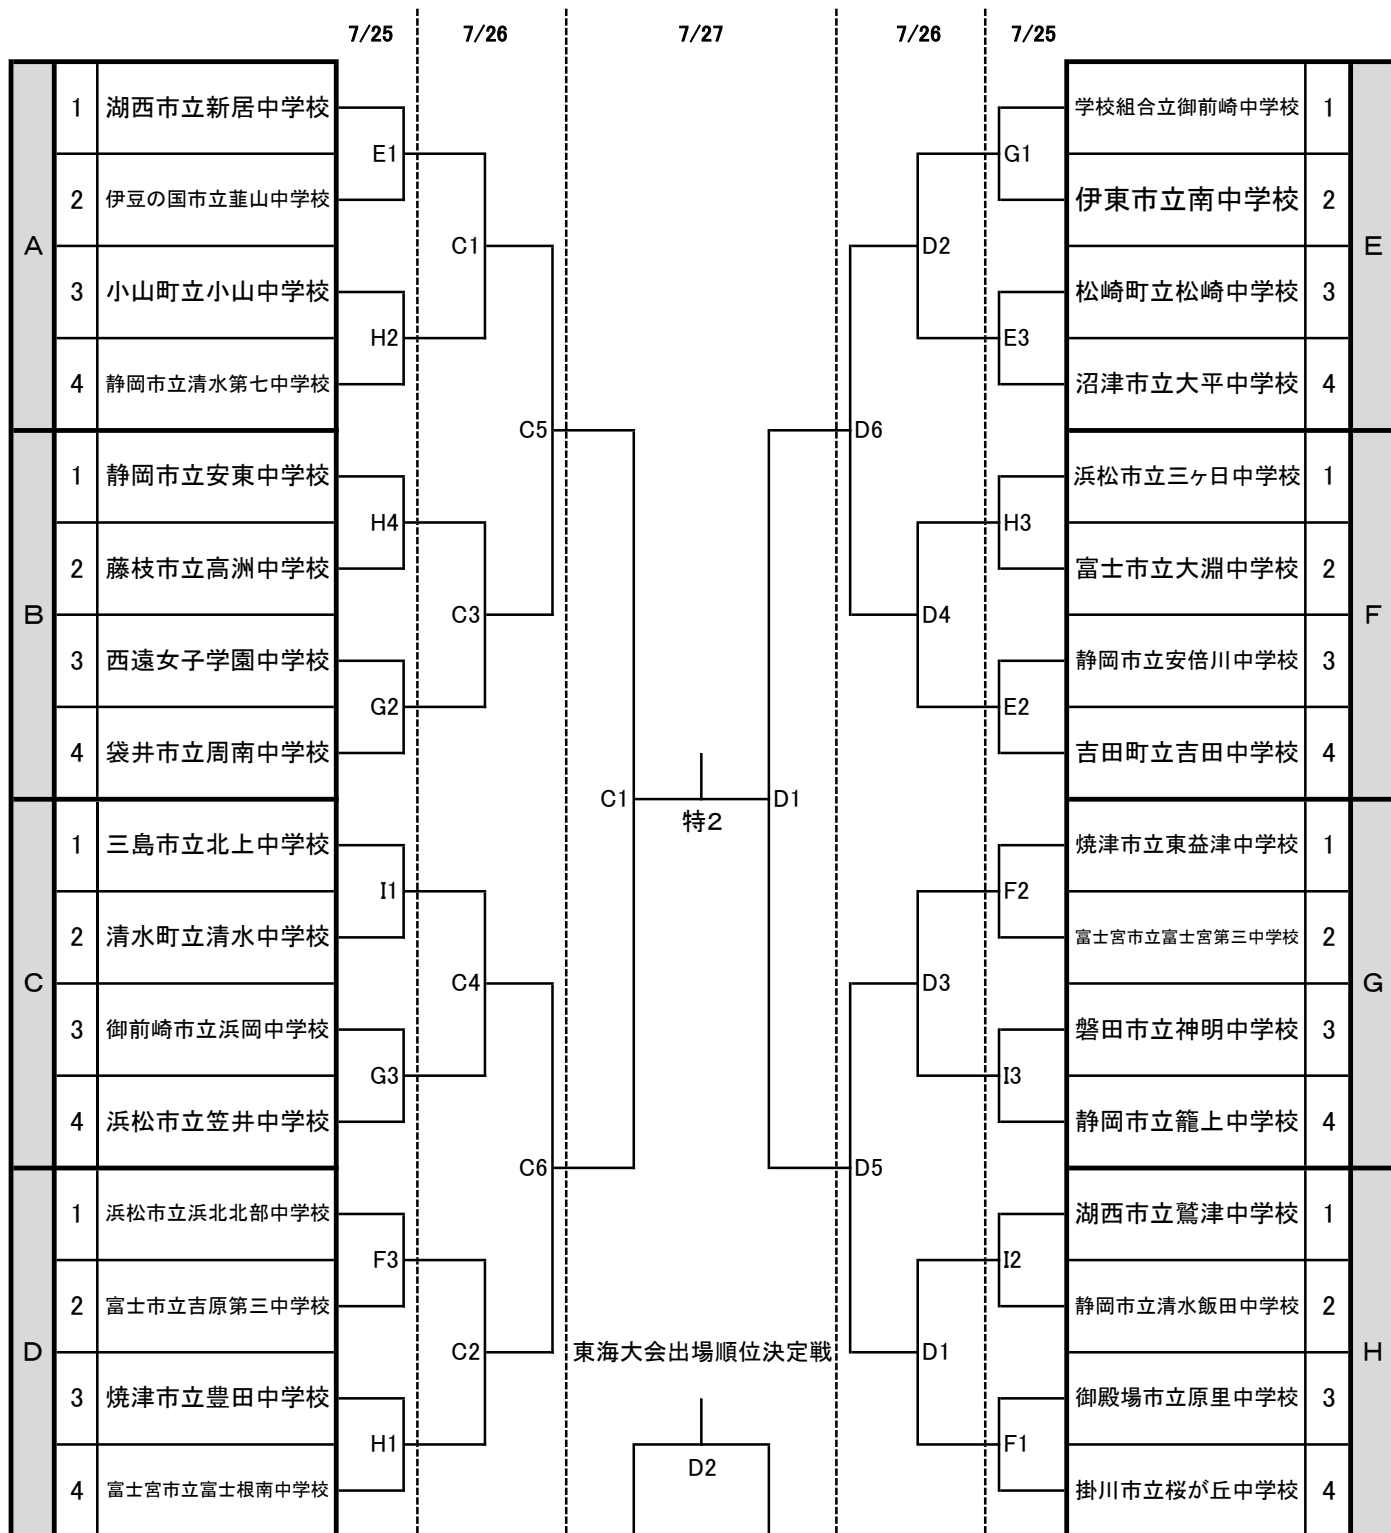 7/25 7/26 7/27 7/26 7/25
A
1 湖西市立新居中学校
2 伊豆の国市立韮山中学校
3 小山町立小山中学校
4 静岡市立清水第七中学校
B
1 静岡市立安東中学校
2 藤枝市立高洲中学校
3 西遠女子学園中学校
4 袋井市立周南中学校
C
1 三島市立北上中学校
2 清水町立清水中学校
3 御前崎市立浜岡中学校
4 浜松市立笠井中学校
D
1 浜松市立浜北北部中学校
2 富士市立吉原第三中学校
3 焼津市立豊田中学校
4 富士宮市立富士根南中学校
E1
H2
H4
G2
I1
G3
F3
H1
C1
C3
C4
C2
C5
C6
C1
特2
D1
東海大会出場順位決定戦
D2
D6
D5
D2
D4
D3
D1
G1
E3
H3
E2
F2
I3
I2
F1
学校組合立御前崎中学校 1
伊東市立南中学校 2
松崎町立松崎中学校 3
沼津市立大平中学校 4
E
浜松市立三ヶ日中学校 1
富士市立大淵中学校 2
静岡市立安倍川中学校 3
吉田町立吉田中学校 4
F
焼津市立東益津中学校 1
富士宮市立富士宮第三中学校 2
磐田市立神明中学校 3
静岡市立籠上中学校 4
G
湖西市立鷲津中学校 1
静岡市立清水飯田中学校 2
御殿場市立原里中学校 3
掛川市立桜が丘中学校 4
H